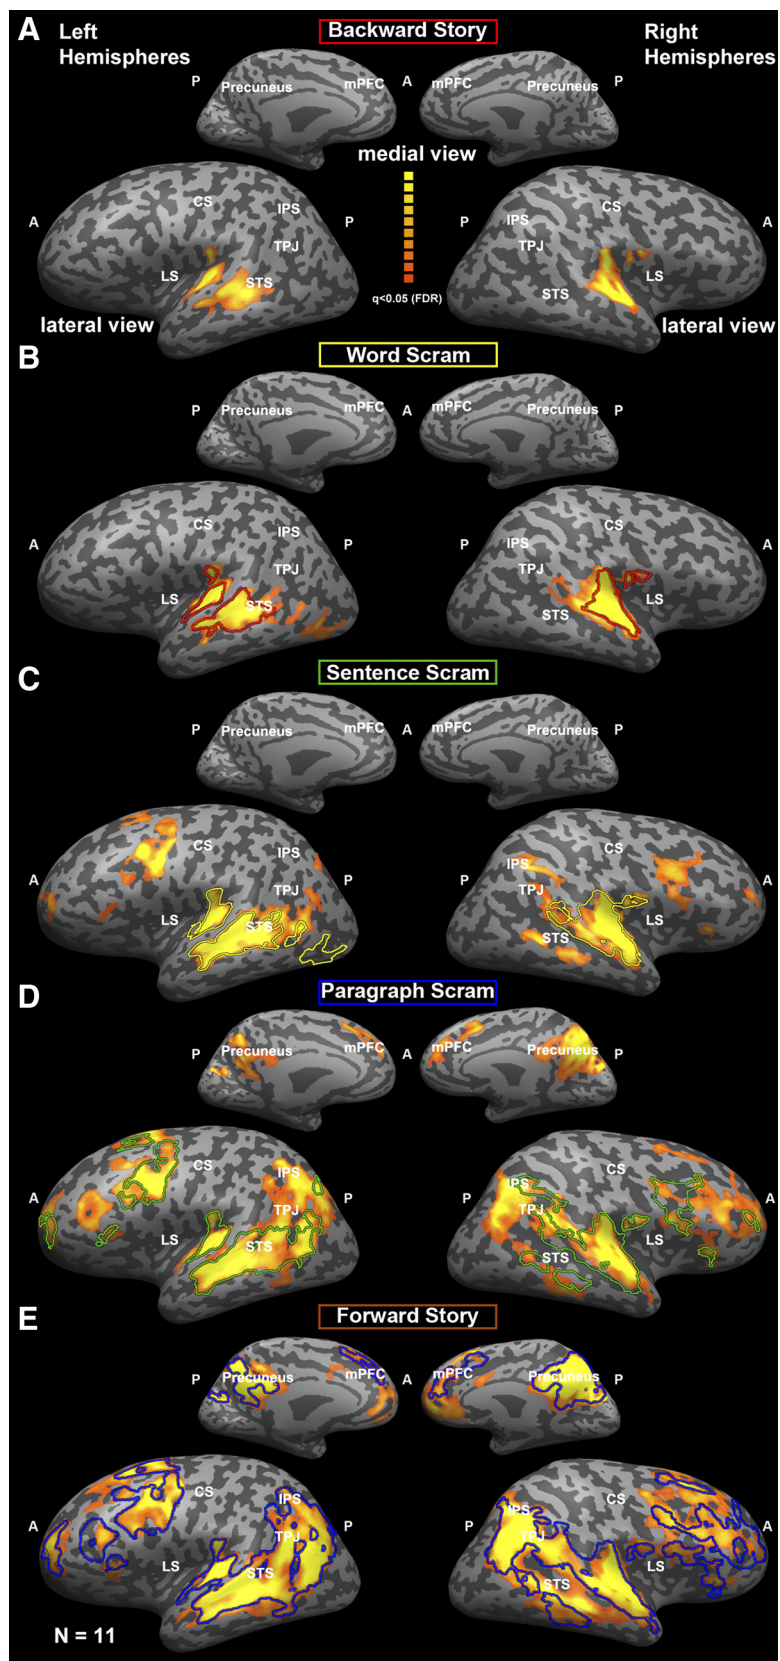 A
Left
Hemispheres
Backward Story
Right
Hemispheres
P Precuneus mPFC A mPFC Precuneus P
medial view
A CS IPS TPJ LS STS P
q<0.05 (FDR)
P IPS CS TPJ LS STS A
lateral view
lateral view
B
Word Scram
P Precuneus mPFC A mPFC Precuneus P
A CS IPS TPJ LS STS P
P IPS CS TPJ LS STS A
C
Sentence Scram
P Precuneus mPFC A mPFC Precuneus P
A CS IPS TPJ LS STS P
P IPS CS TPJ LS STS A
D
Paragraph Scram
P Precuneus mPFC A mPFC Precuneus P
A CS IPS TPJ LS STS P
P IPS CS TPJ LS STS A
E
Forward Story
P Precuneus mPFC A mPFC Precuneus P
A CS IPS TPJ LS STS P
P IPS CS TPJ LS STS A
N = 11